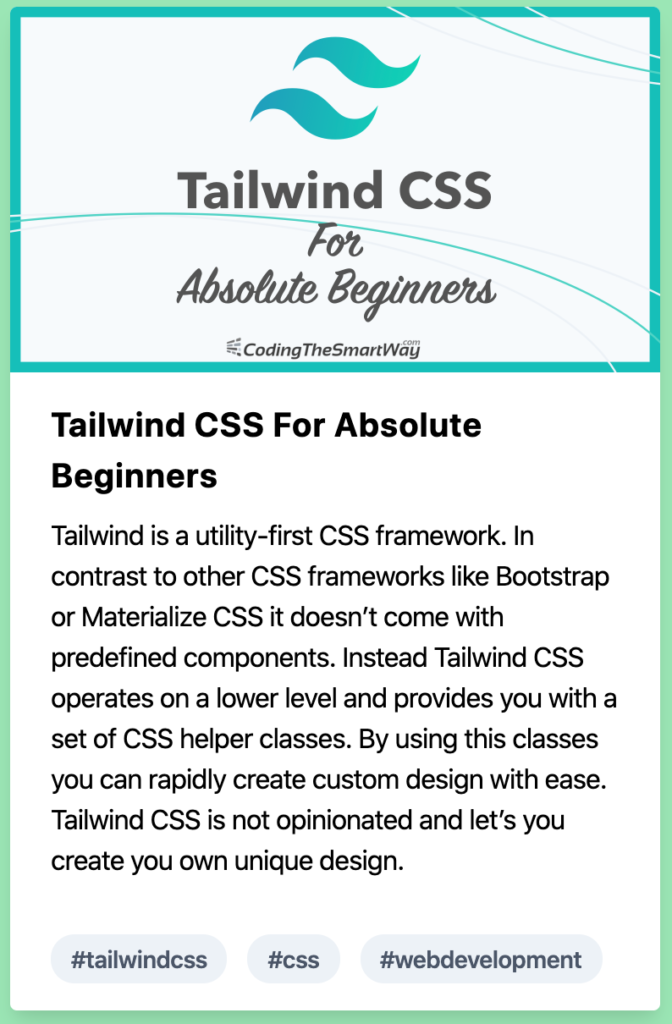 Tailwind CSS
For
Absolute Beginners
CodingTheSmartWay.com
Tailwind CSS For Absolute
Beginners
Tailwind is a utility-first CSS framework. In
contrast to other CSS frameworks like Bootstrap
or Materialize CSS it doesn’t come with
predefined components. Instead Tailwind CSS
operates on a lower level and provides you with a
set of CSS helper classes. By using this classes
you can rapidly create custom design with ease.
Tailwind CSS is not opinionated and let’s you
create you own unique design.
#tailwindcss #css #webdevelopment